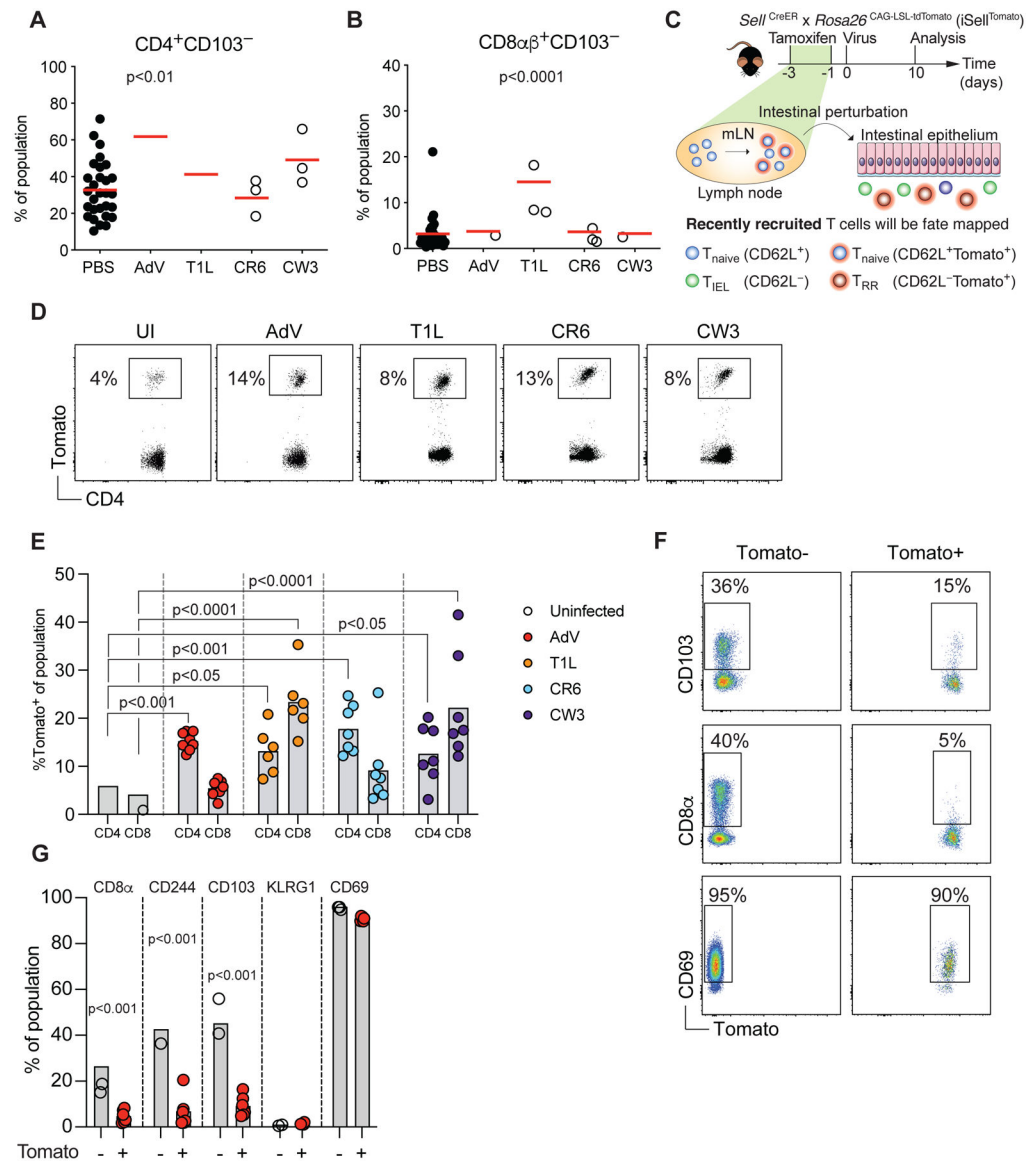 A
CD4+CD103−
p<0.01
% of population
100
80
60
40
20
0
PBS AdV T1L CR6 CW3
B
CD8αβ+CD103−
p<0.0001
% of population
40
30
20
10
0
PBS AdV T1L CR6 CW3
C
Sell CreER x Rosa26 CAG-LSL-tdTomato (iSellTomato)
Tamoxifen Virus Analysis
-3 -1 0 10
Time
(days)
Intestinal perturbation
mLN
Lymph node
Intestinal epithelium
Recently recruited T cells will be fate mapped
Tnaive (CD62L+) Tnaive (CD62L+Tomato+)
TIEL (CD62L−) TRR (CD62L−Tomato+)
D
UI AdV T1L CR6 CW3
4% 14% 8% 13% 8%
Tomato
CD4
E
%Tomato+ of population
50
40
30
20
10
0
p<0.0001
p<0.0001
p<0.05
p<0.001
p<0.05
p<0.001
CD4 CD8 CD4 CD8 CD4 CD8 CD4 CD8 CD4 CD8
Uninfected
AdV
T1L
CR6
CW3
F
Tomato- Tomato+
36% 15%
CD103
40% 5%
CD8α
95% 90%
CD69
Tomato
G
CD8α CD244 CD103 KLRG1 CD69
% of population
100
80
60
40
20
0
p<0.001
p<0.001
p<0.001
Tomato - + - + - + - + - +